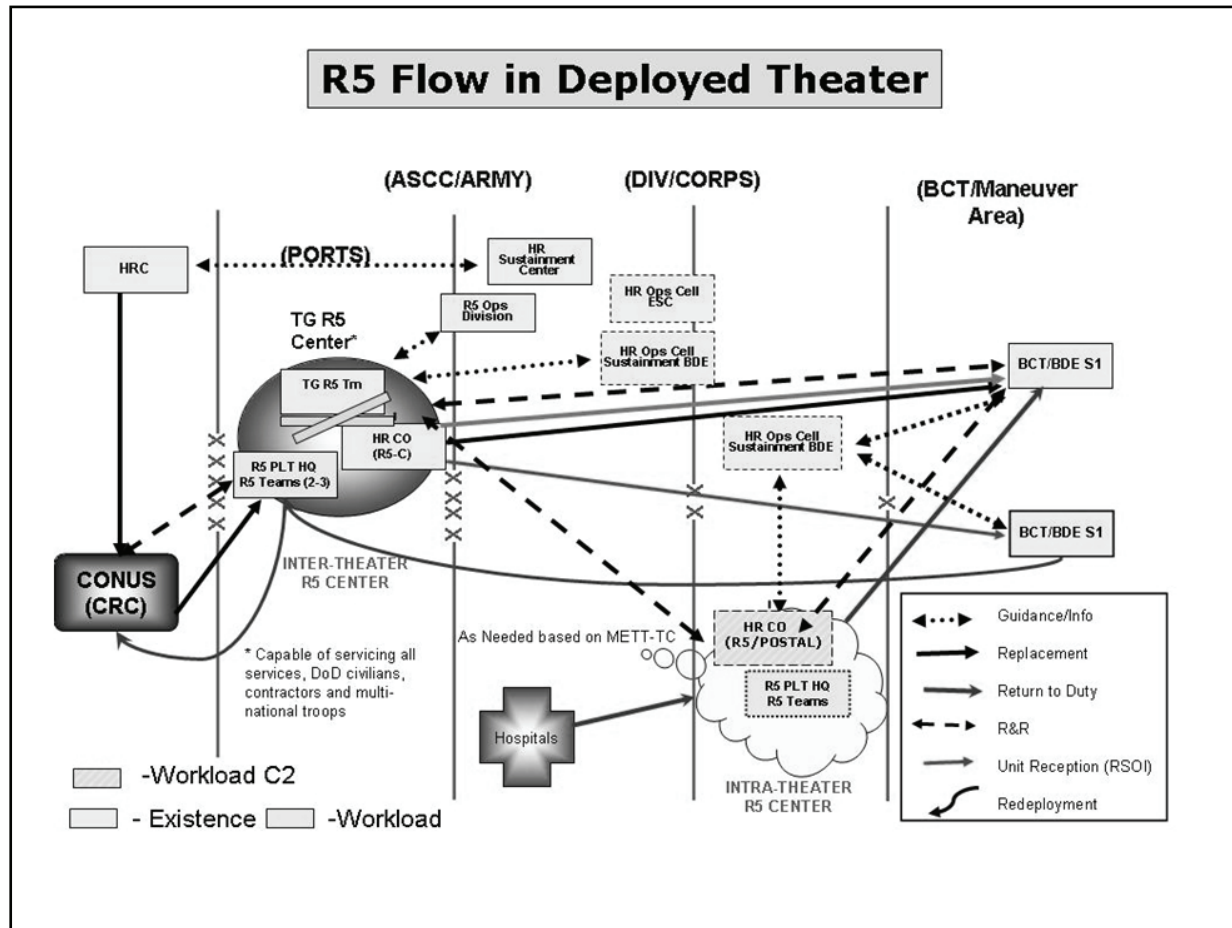 R5 Flow in Deployed Theater
(ASCC/ARMY)
(DIV/CORPS)
(BCT/Maneuver
Area)
(PORTS)
HRC
HR
Sustainment
Center
R5 Ops
Division
HR Ops Cell
ESC
HR Ops Cell
Sustainment BDE
TG R5
Center*
TG R5 Tm
HR CO
(R5-C)
R5 PLT HQ
R5 Teams (2-3)
BCT/BDE S1
HR Ops Cell
Sustainment BDE
BCT/BDE S1
INTER-THEATER
R5 CENTER
CONUS
(CRC)
* Capable of servicing all
services, DoD civilians,
contractors and multi-
national troops
As Needed based on METT-TC
HR CO
(R5/POSTAL)
R5 PLT HQ
R5 Teams
Hospitals
INTRA-THEATER
R5 CENTER
Guidance/Info
Replacement
Return to Duty
R&R
Unit Reception (RSOI)
Redeployment
-Workload C2
- Existence
-Workload